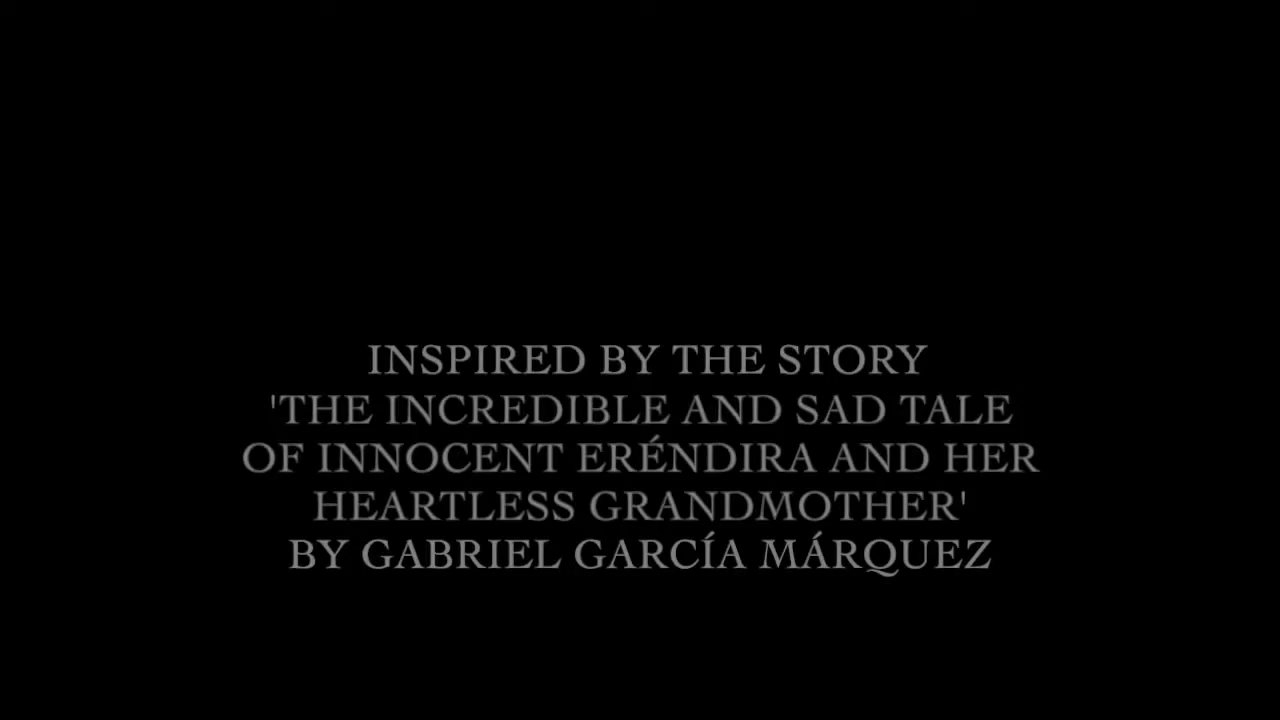 INSPIRED BY THE STORY
'THE INCREDIBLE AND SAD TALE
OF INNOCENT ERÉNDIRA AND HER
HEARTLESS GRANDMOTHER'
BY GABRIEL GARCÍA MÁRQUEZ